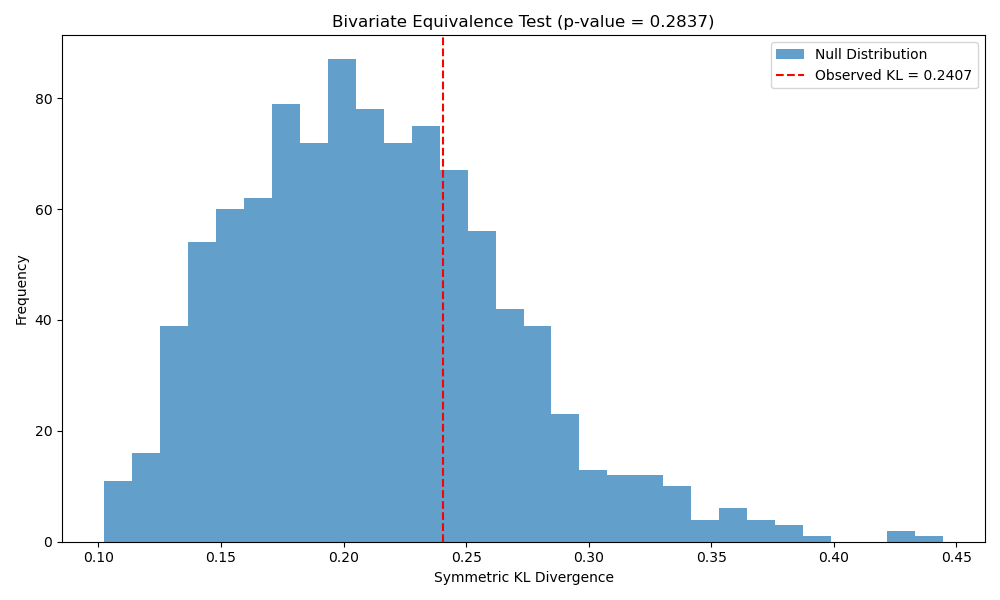 Bivariate Equivalence Test (p-value = 0.2837)
Null Distribution
Observed KL = 0.2407
Frequency
80
60
40
20
0
0.10 0.15 0.20 0.25 0.30 0.35 0.40 0.45
Symmetric KL Divergence